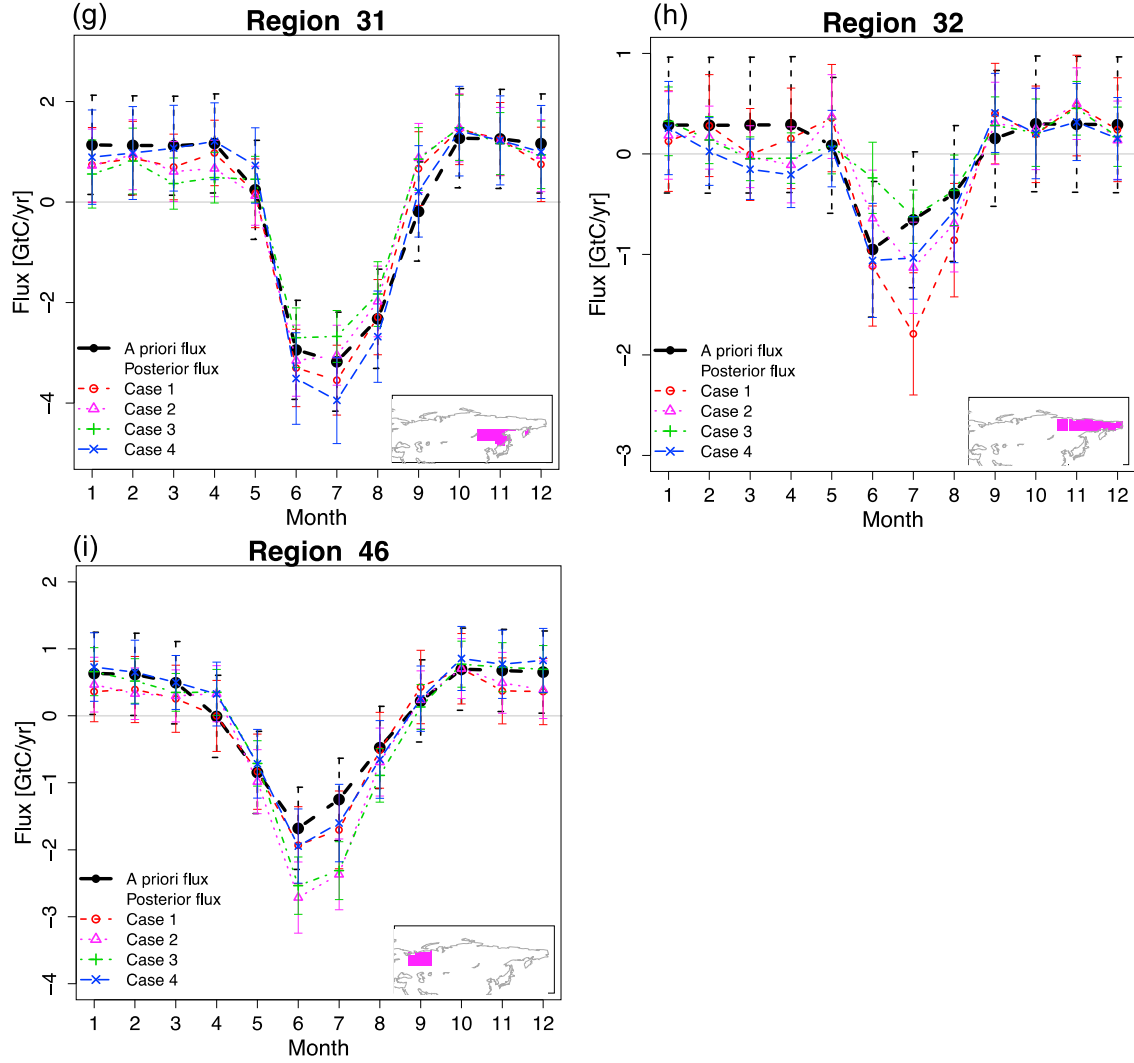 (g)
Region 31
Flux [GtC/yr]
2
0
−2
−4
A priori flux
Posterior flux
Case 1
Case 2
Case 3
Case 4
1 2 3 4 5 6 7 8 9 10 11 12
Month
(h)
Region 32
Flux [GtC/yr]
1
0
−1
−2
−3
A priori flux
Posterior flux
Case 1
Case 2
Case 3
Case 4
1 2 3 4 5 6 7 8 9 10 11 12
Month
(i)
Region 46
Flux [GtC/yr]
2
1
0
−1
−2
−3
−4
A priori flux
Posterior flux
Case 1
Case 2
Case 3
Case 4
1 2 3 4 5 6 7 8 9 10 11 12
Month